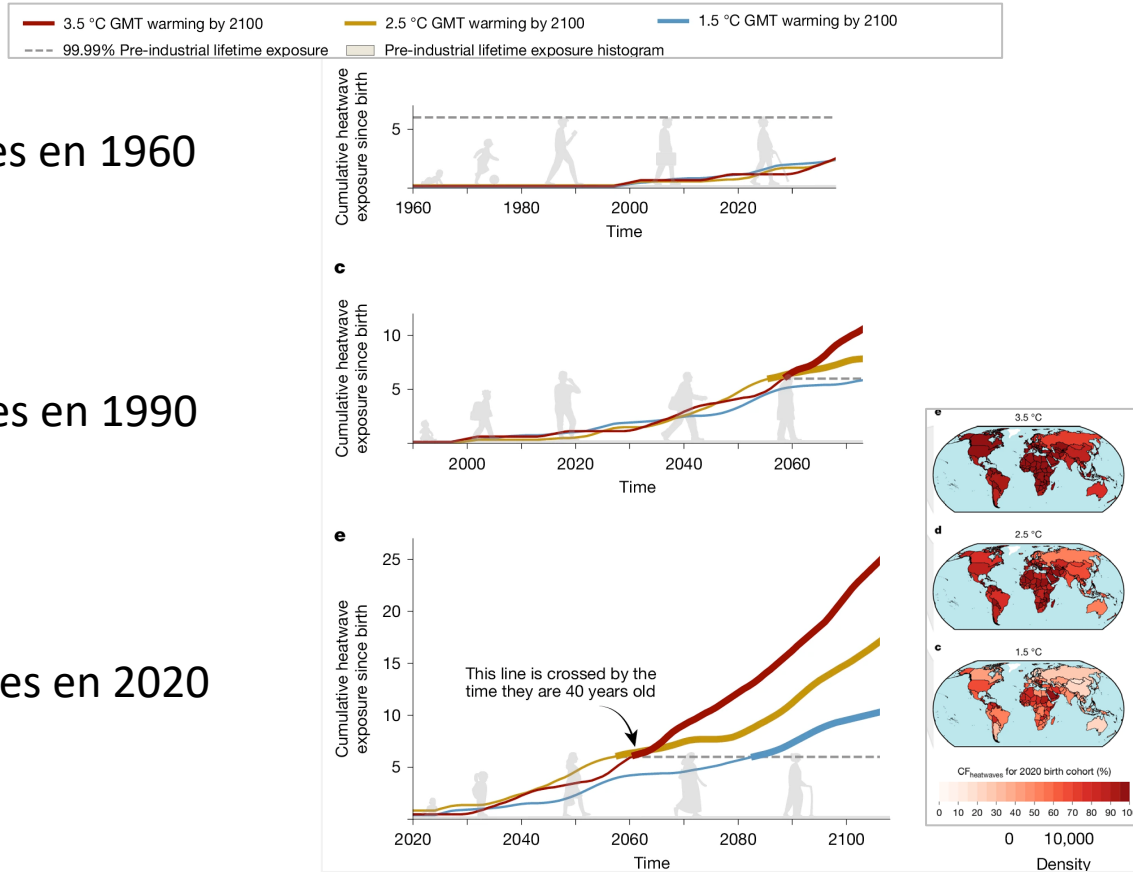 3.5 °C GMT warming by 2100
2.5 °C GMT warming by 2100
1.5 °C GMT warming by 2100
99.99% Pre-industrial lifetime exposure
Pre-industrial lifetime exposure histogram
es en 1960
Cumulative heatwave
exposure since birth
5
1960 1980 2000 2020
Time
c
es en 1990
Cumulative heatwave
exposure since birth
10
5
2000 2020 2040 2060
Time
e
es en 2020
Cumulative heatwave
exposure since birth
25
20
15
10
5
This line is crossed by the
time they are 40 years old
2020 2040 2060 2080 2100
Time
e
3.5 °C
d
2.5 °C
c
1.5 °C
CFheatwaves for 2020 birth cohort (%)
0 10 20 30 40 50 60 70 80 90 100
0 10,000
Density